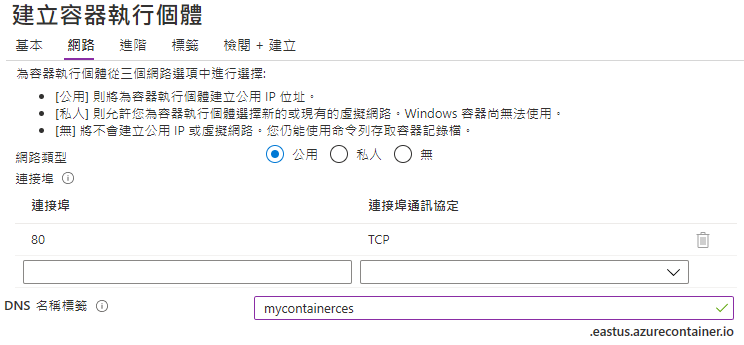 建立容器執行個體
基本 網路 進階 標籤 檢閱 + 建立
為容器執行個體從三個網路選項中進行選擇:
• [公用] 則將為容器執行個體建立公用 IP 位址。
• [私人] 則允許您為容器執行個體選擇新的或現有的虛擬網路。Windows 容器尚無法使用。
• [無] 將不會建立公用 IP 或虛擬網路。您仍能使用命令列存取容器記錄檔。
網路類型 公用 私人 無
連接埠
連接埠 連接埠通訊協定
80 TCP
DNS 名稱標籤 mycontainerces
.eastus.azurecontainer.io